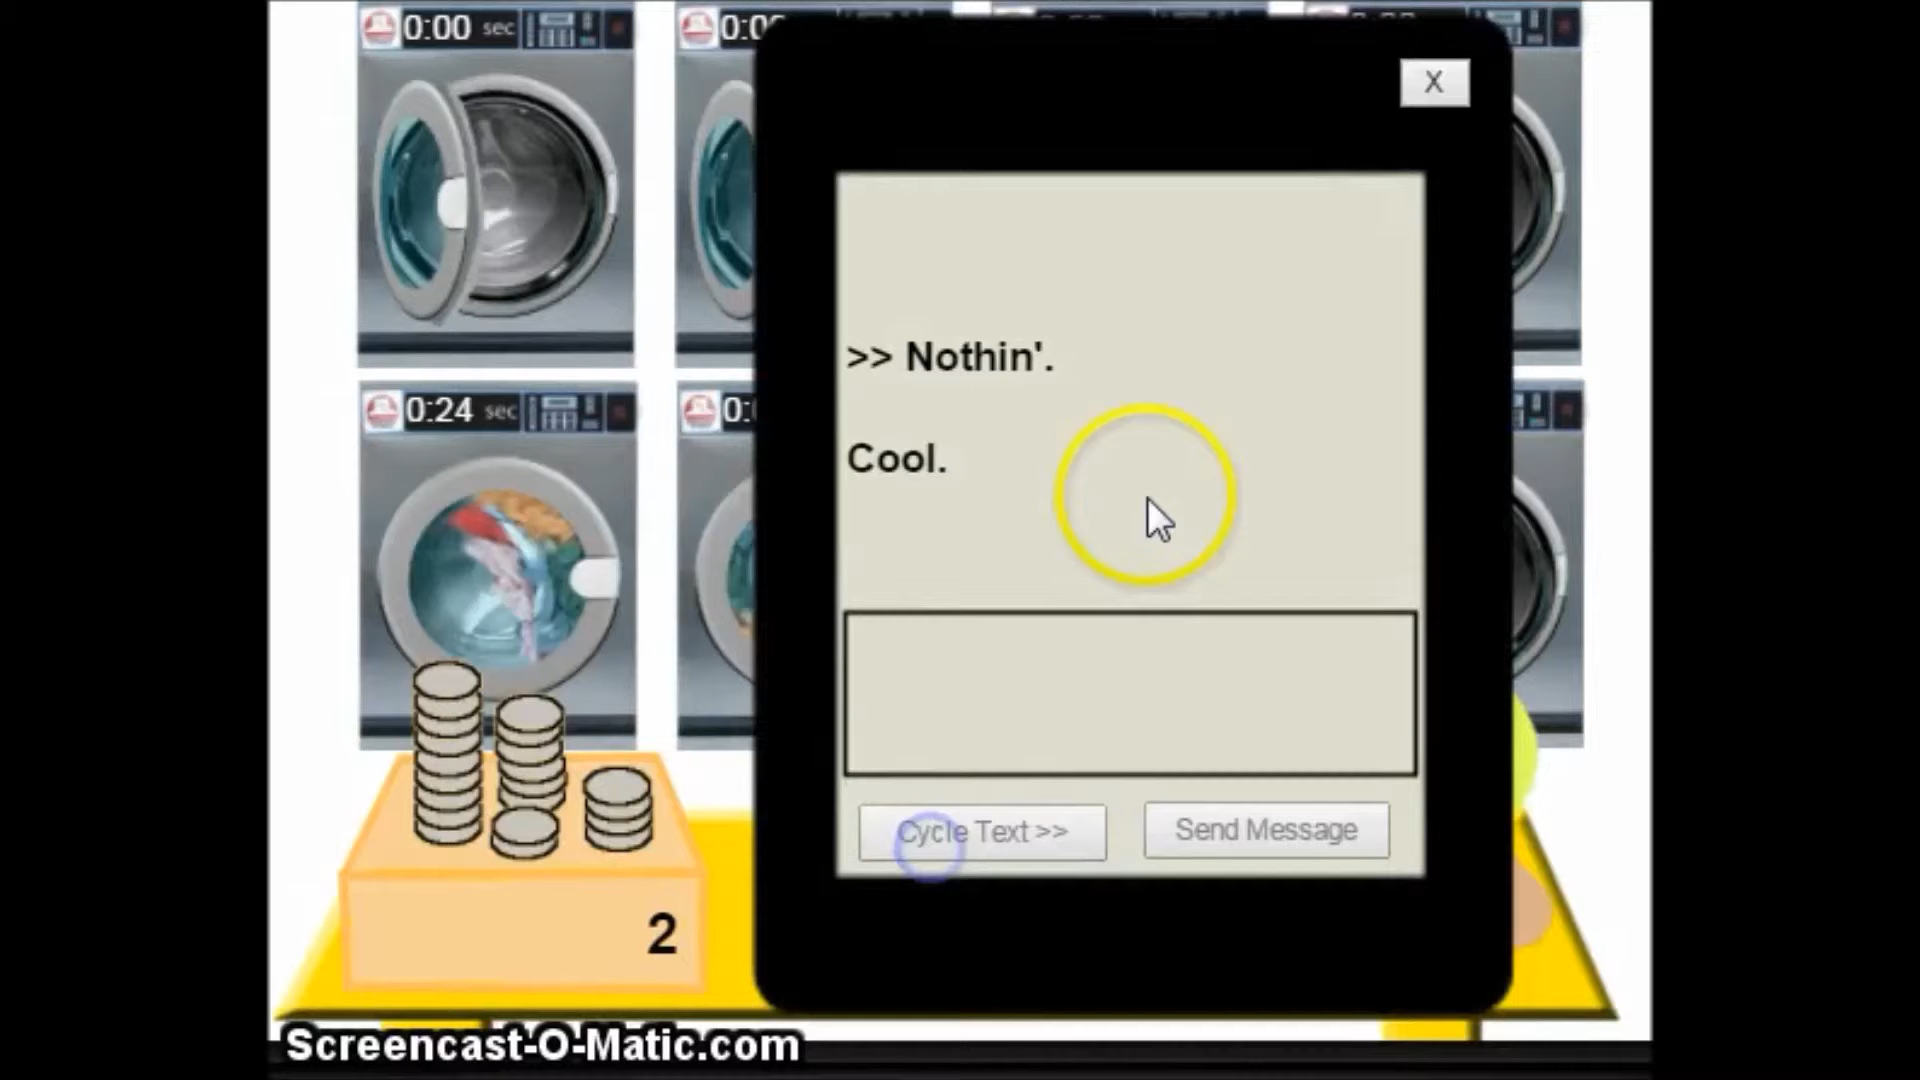 0:00 sec
X
>> Nothin'.
Cool.
0:24 sec
Cycle Text >>
Send Message
2
Screencast-O-Matic.com